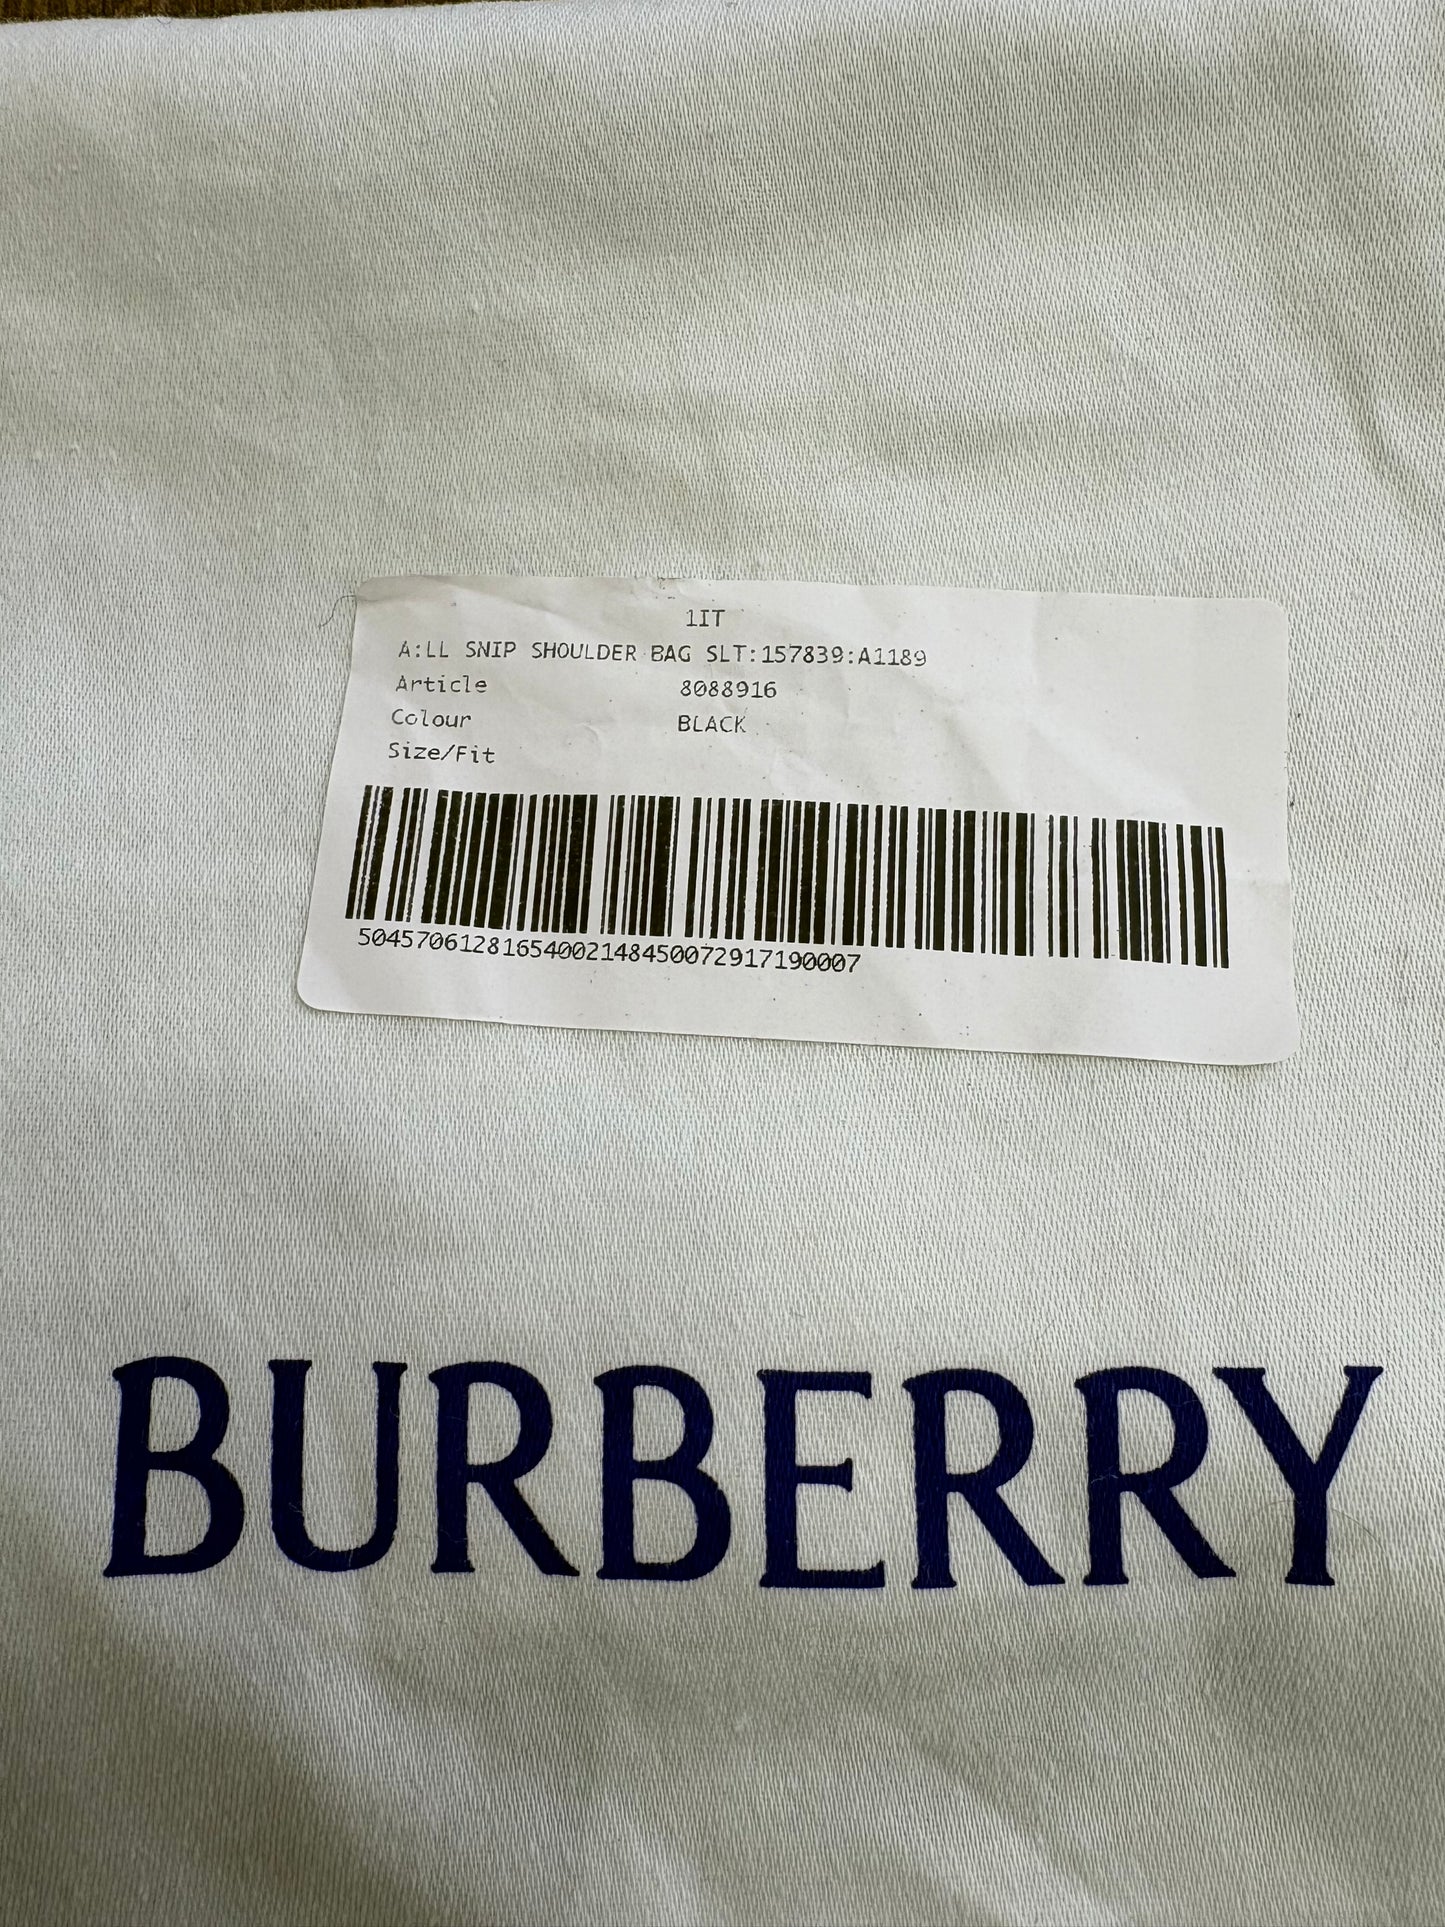 1IT
A:LL SNIP SHOULDER BAG SLT:157839:A1189
Article 8088916
Colour BLACK
Size/Fit
50457061281654002148450072917190007
BURBERRY